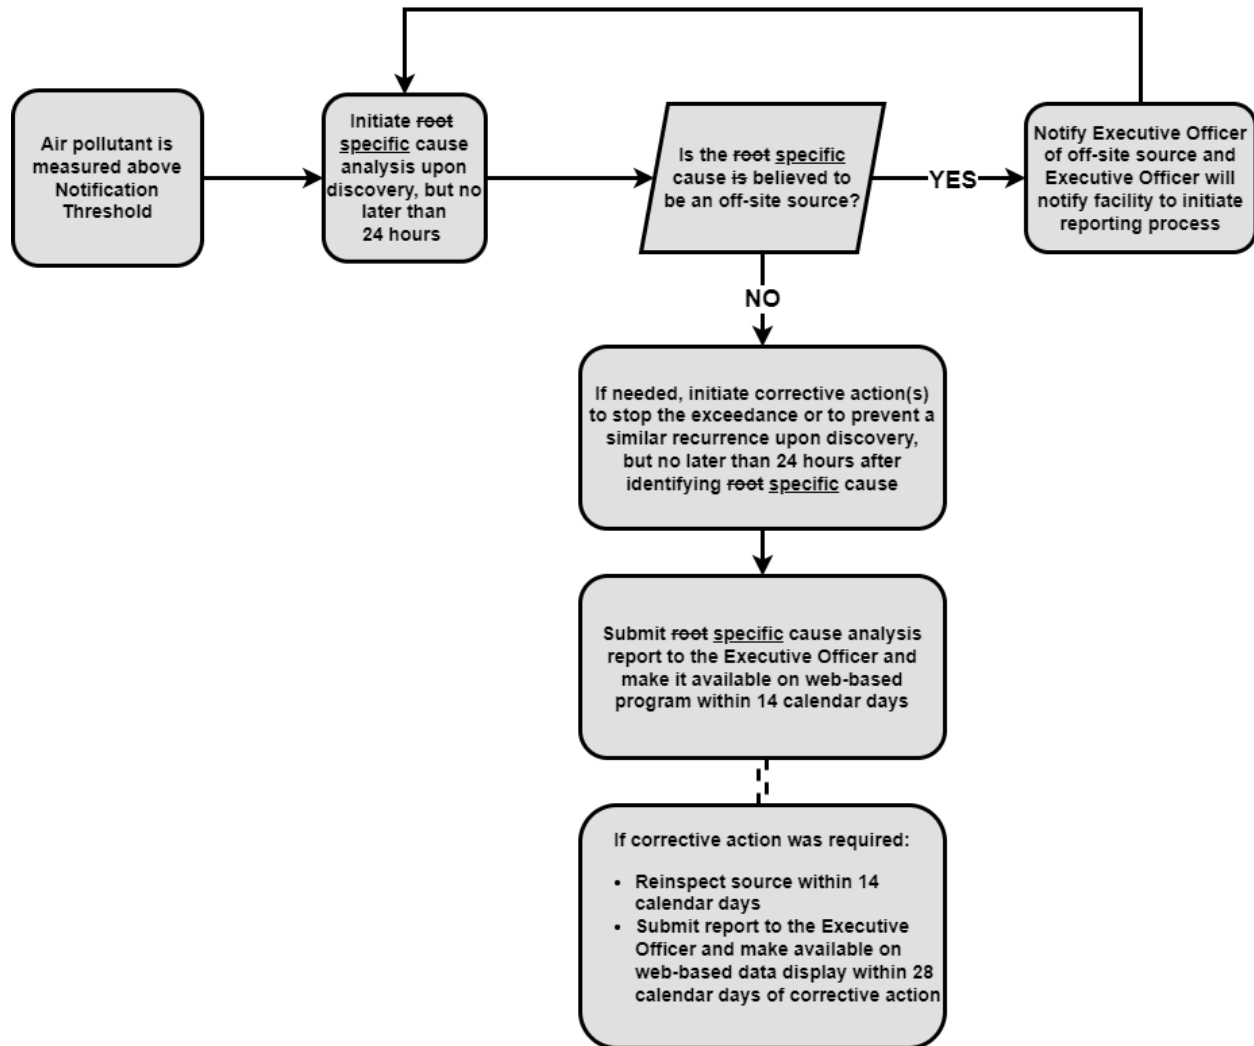 Air pollutant is
measured above
Notification
Threshold
Initiate root
specific cause
analysis upon
discovery, but no
later than
24 hours
Is the root specific
cause is believed to
be an off-site source?
YES
Notify Executive Officer
of off-site source and
Executive Officer will
notify facility to initiate
reporting process
NO
If needed, initiate corrective action(s)
to stop the exceedance or to prevent a
similar recurrence upon discovery,
but no later than 24 hours after
identifying root specific cause
Submit root specific cause analysis
report to the Executive Officer and
make it available on web-based
program within 14 calendar days
If corrective action was required:
• Reinspect source within 14
calendar days
• Submit report to the Executive
Officer and make available on
web-based data display within 28
calendar days of corrective action